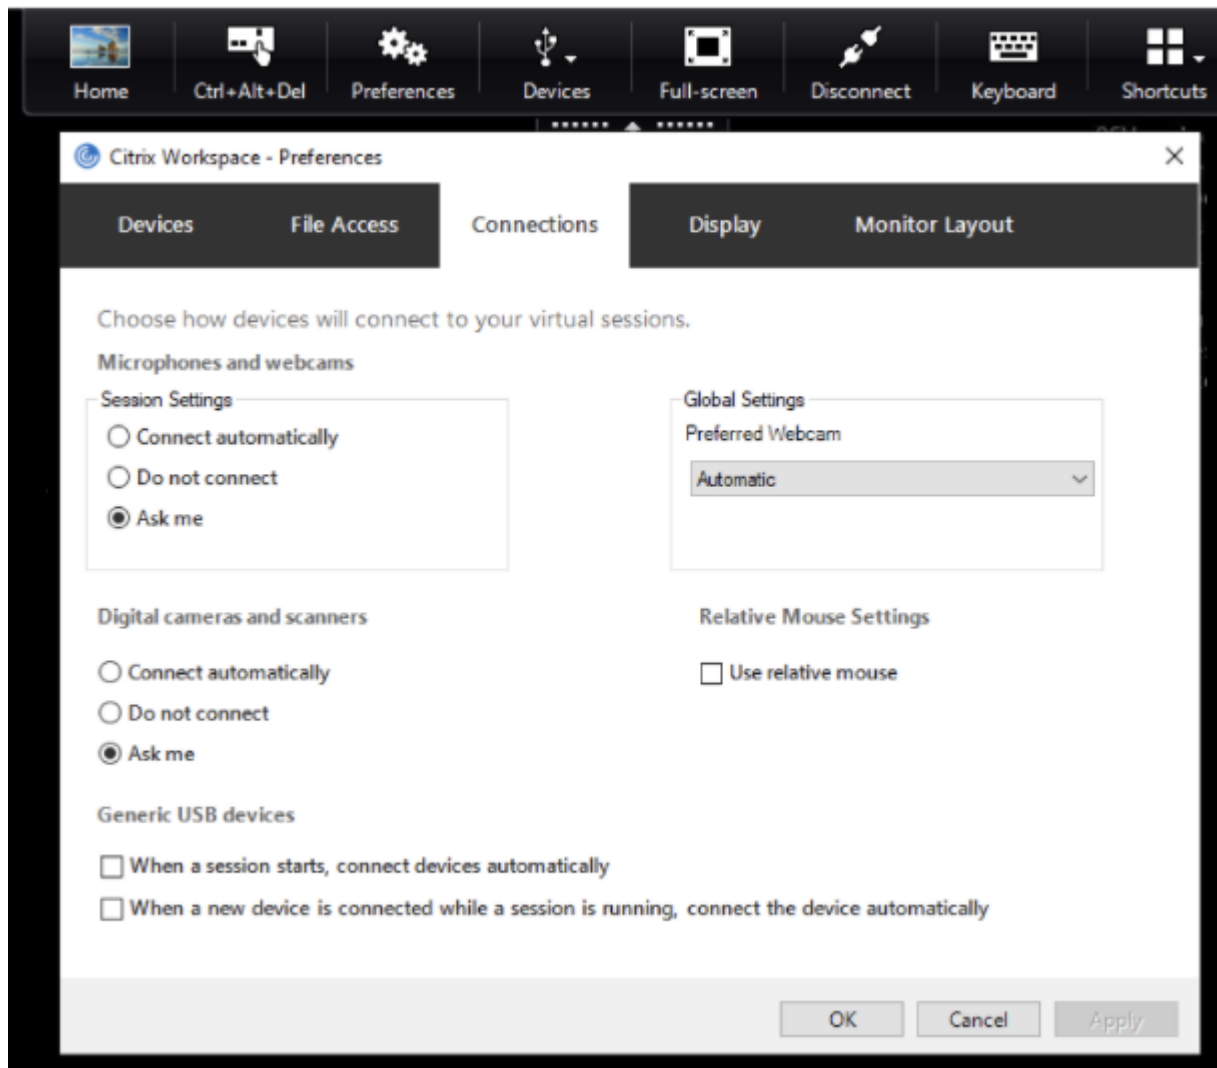 Home Ctrl+Alt+Del Preferences Devices Full-screen Disconnect Keyboard Shortcuts
Citrix Workspace - Preferences
Devices File Access Connections Display Monitor Layout
Choose how devices will connect to your virtual sessions.
Microphones and webcams
Session Settings
Connect automatically
Do not connect
Ask me
Global Settings
Preferred Webcam
Automatic
Digital cameras and scanners
Connect automatically
Do not connect
Ask me
Relative Mouse Settings
Use relative mouse
Generic USB devices
When a session starts, connect devices automatically
When a new device is connected while a session is running, connect the device automatically
OK Cancel Apply